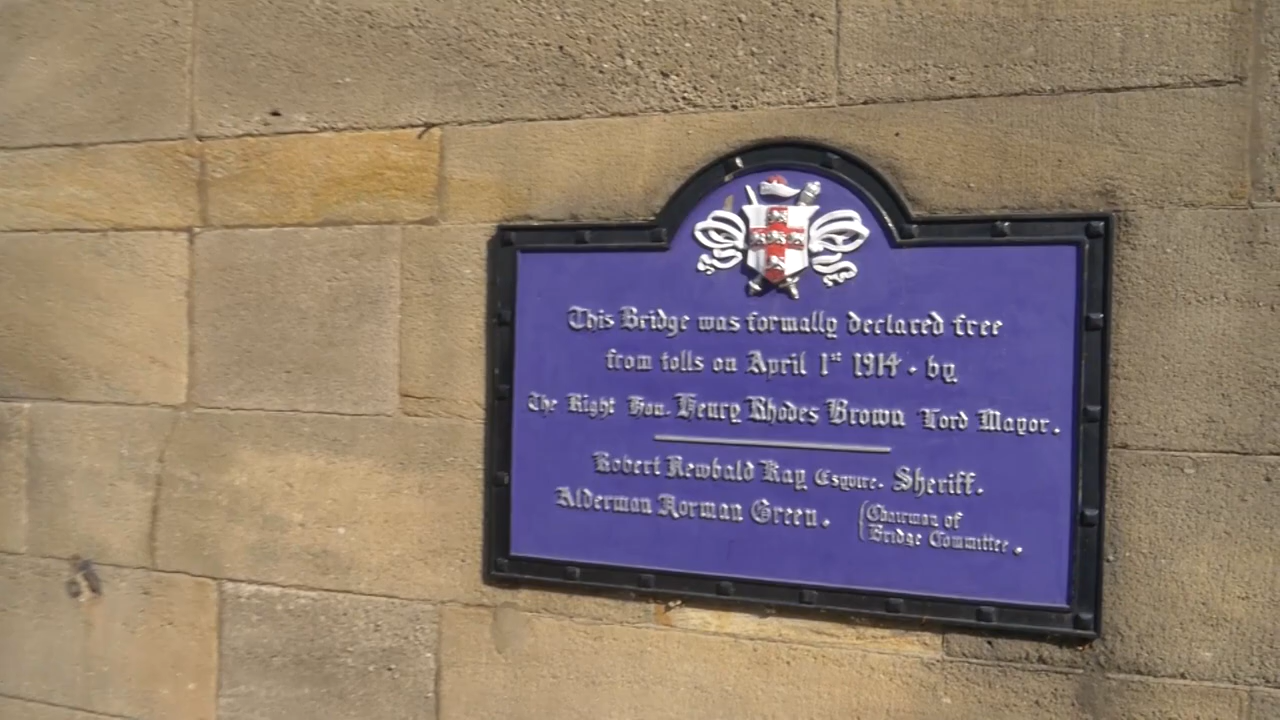 This Bridge was formally declared free
from tolls on April 1st 1914 · by
The Right Hon. Henry Rhodes Brown Lord Mayor.
Robert Newbald Kay Esquire. Sheriff.
Alderman Norman Green. {Chairman of
Bridge Committee.